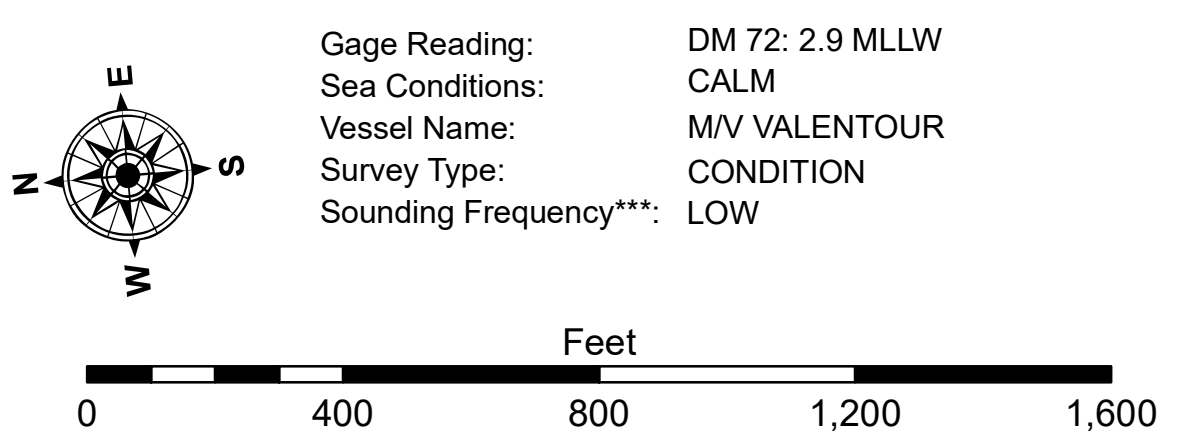 E
N
S
W
Gage Reading: DM 72: 2.9 MLLW
Sea Conditions: CALM
Vessel Name: M/V VALENTOUR
Survey Type: CONDITION
Sounding Frequency***: LOW
Feet
0 400 800 1,200 1,600